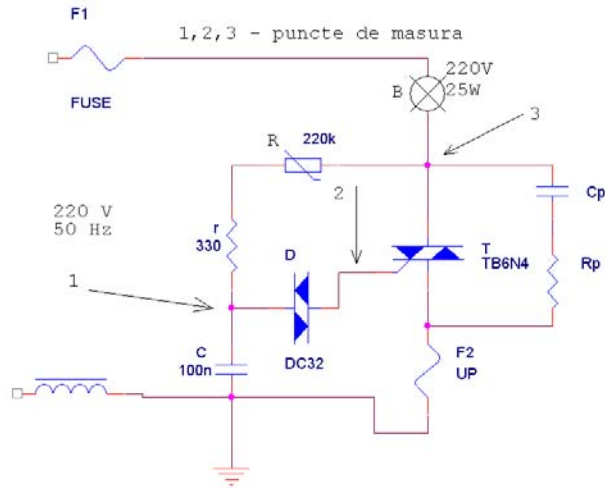 F1
1,2,3 - puncte de masura
FUSE
220V
B 25W
3
R 220k
2
Cp
220 V
50 Hz
r
330
D
T
TB6N4
Rp
1
C
100n
DC32
F2
UP